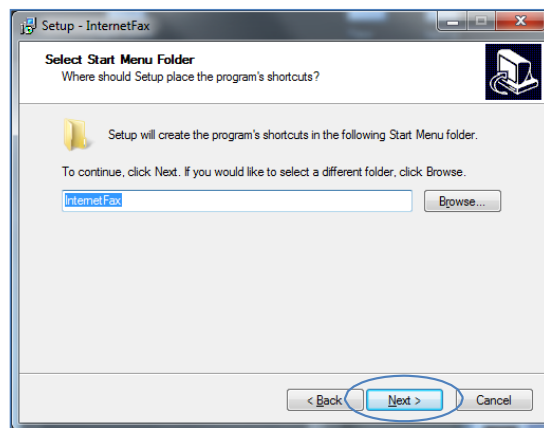 Setup - InternetFax
Select Start Menu Folder
Where should Setup place the program's shortcuts?
Setup will create the program's shortcuts in the following Start Menu folder.
To continue, click Next. If you would like to select a different folder, click Browse.
InternetFax
Browse...
< Back
Next >
Cancel